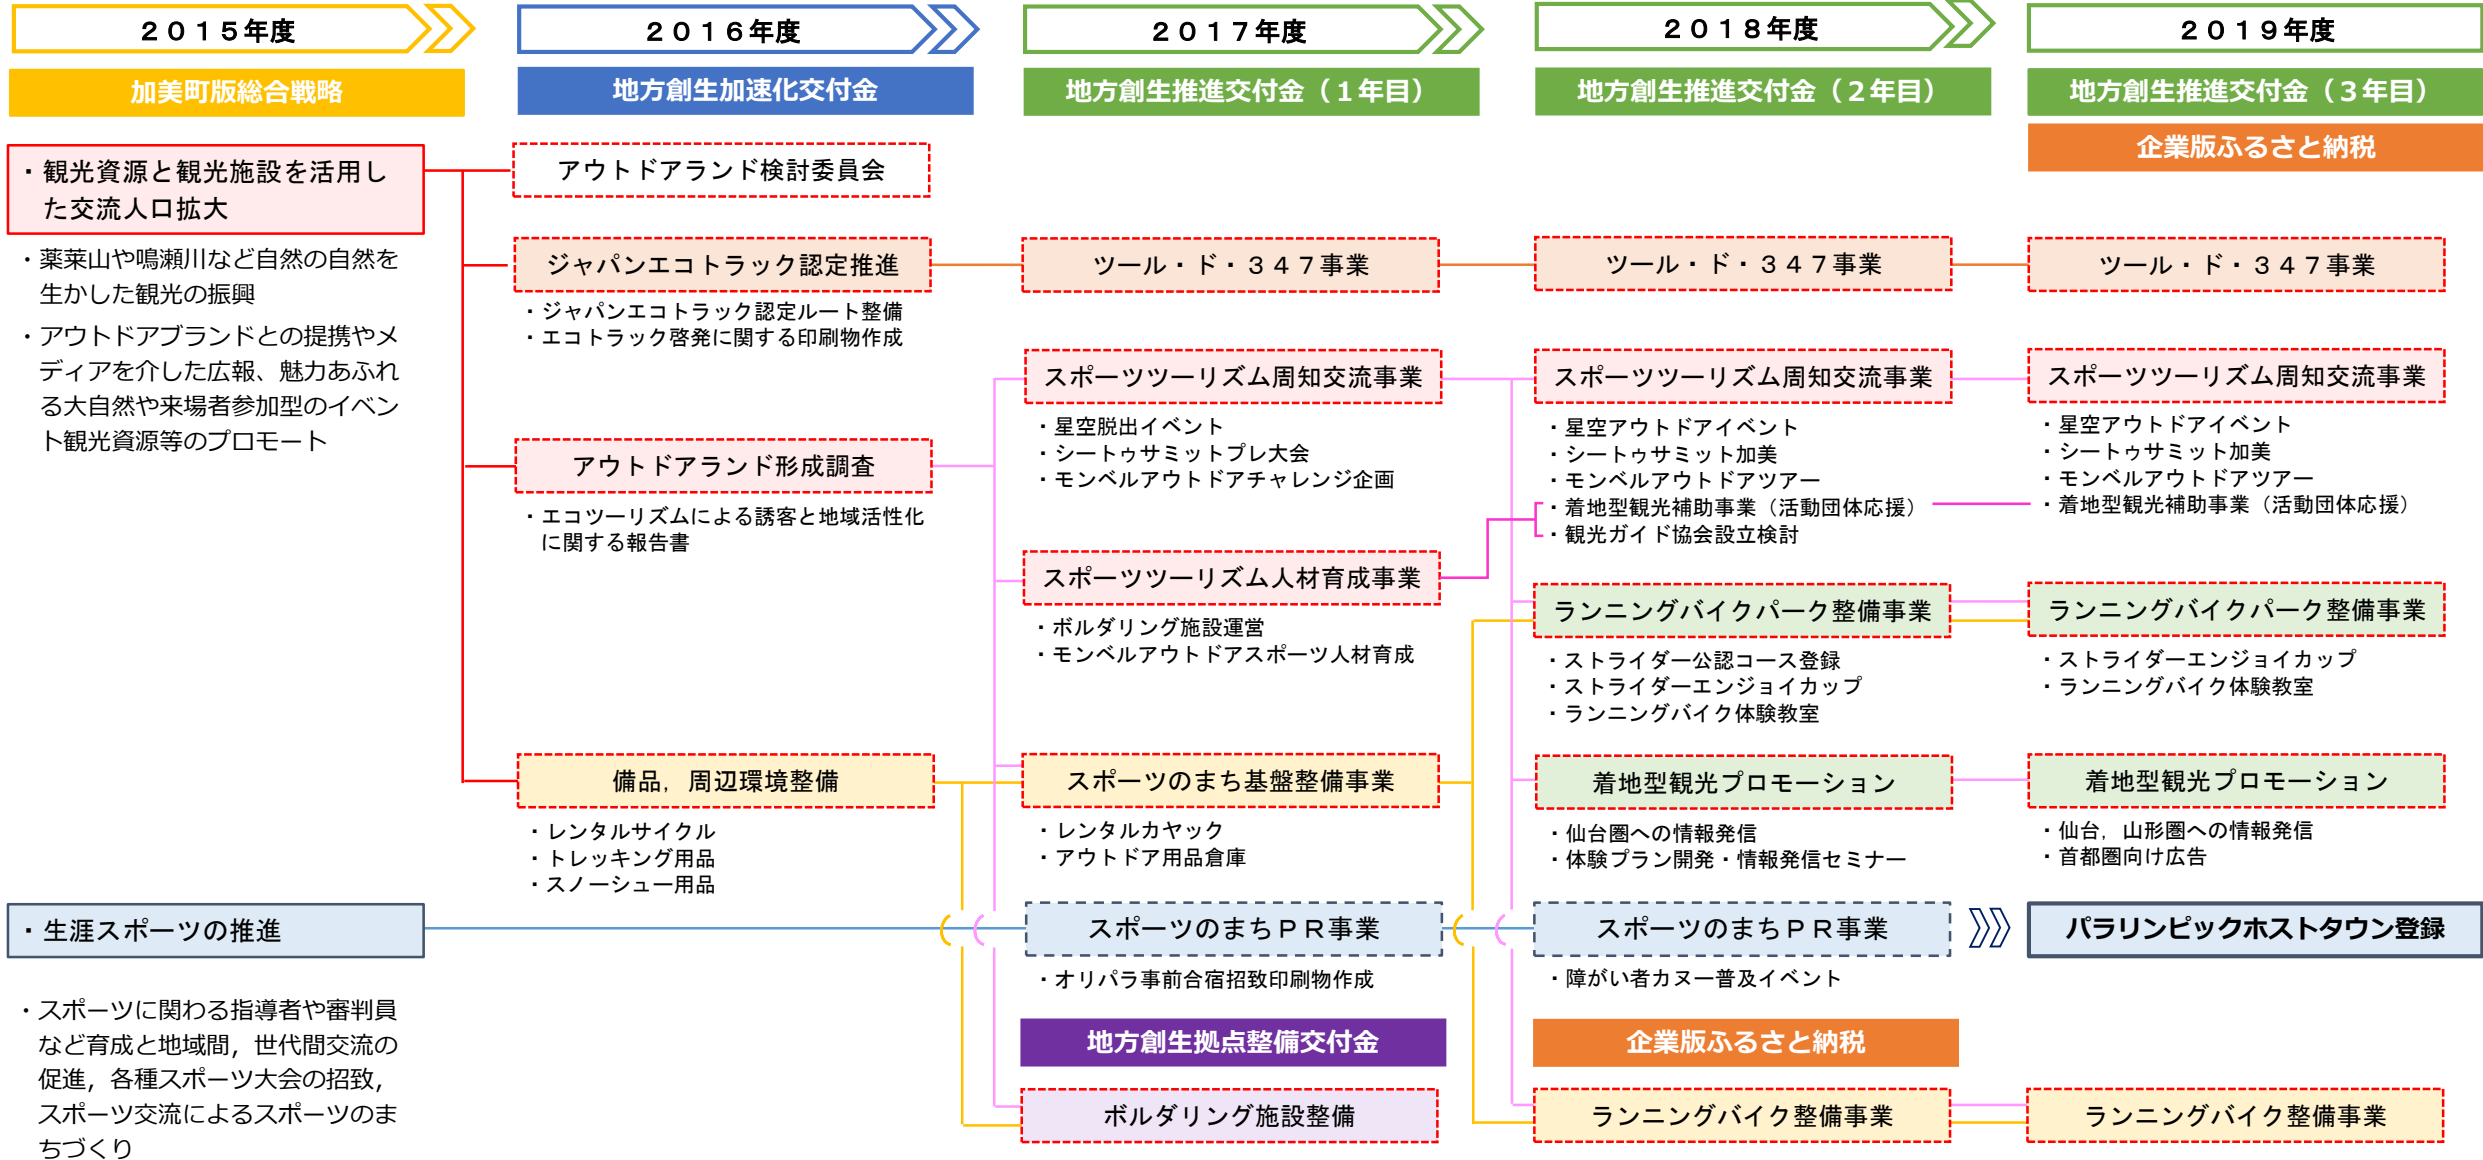 ２０１５年度
加美町版総合戦略
・観光資源と観光施設を活用し
た交流人口拡大
・薬莱山や鳴瀬川など自然の自然を
生かした観光の振興
・アウトドアブランドとの提携やメ
ディアを介した広報、魅力あふれ
る大自然や来場者参加型のイベン
ト観光資源等のプロモート
・生涯スポーツの推進
・スポーツに関わる指導者や審判員
など育成と地域間，世代間交流の
促進，各種スポーツ大会の招致，
スポーツ交流によるスポーツのま
ちづくり
２０１６年度
地方創生加速化交付金
アウトドアランド検討委員会
ジャパンエコトラック認定推進
・ジャパンエコトラック認定ルート整備
・エコトラック啓発に関する印刷物作成
アウトドアランド形成調査
・エコツーリズムによる誘客と地域活性化
に関する報告書
備品，周辺環境整備
・レンタルサイクル
・トレッキング用品
・スノーシュー用品
２０１７年度
地方創生推進交付金（１年目）
ツール・ド・３４７事業
スポーツツーリズム周知交流事業
・星空脱出イベント
・シートゥサミットプレ大会
・モンベルアウトドアチャレンジ企画
スポーツツーリズム人材育成事業
・ボルダリング施設運営
・モンベルアウトドアスポーツ人材育成
スポーツのまち基盤整備事業
・レンタルカヤック
・アウトドア用品倉庫
スポーツのまちＰＲ事業
・オリパラ事前合宿招致印刷物作成
地方創生拠点整備交付金
ボルダリング施設整備
２０１８年度
地方創生推進交付金（２年目）
ツール・ド・３４７事業
スポーツツーリズム周知交流事業
・星空アウトドアイベント
・シートゥサミット加美
・モンベルアウトドアツアー
・着地型観光補助事業（活動団体応援）
・観光ガイド協会設立検討
ランニングバイクパーク整備事業
・ストライダー公認コース登録
・ストライダーエンジョイカップ
・ランニングバイク体験教室
着地型観光プロモーション
・仙台圏への情報発信
・体験プラン開発・情報発信セミナー
スポーツのまちＰＲ事業
・障がい者カヌー普及イベント
企業版ふるさと納税
ランニングバイク整備事業
２０１９年度
地方創生推進交付金（３年目）
企業版ふるさと納税
ツール・ド・３４７事業
スポーツツーリズム周知交流事業
・星空アウトドアイベント
・シートゥサミット加美
・モンベルアウトドアツアー
・着地型観光補助事業（活動団体応援）
ランニングバイクパーク整備事業
・ストライダーエンジョイカップ
・ランニングバイク体験教室
着地型観光プロモーション
・仙台，山形圏への情報発信
・首都圏向け広告
パラリンピックホストタウン登録
ランニングバイク整備事業